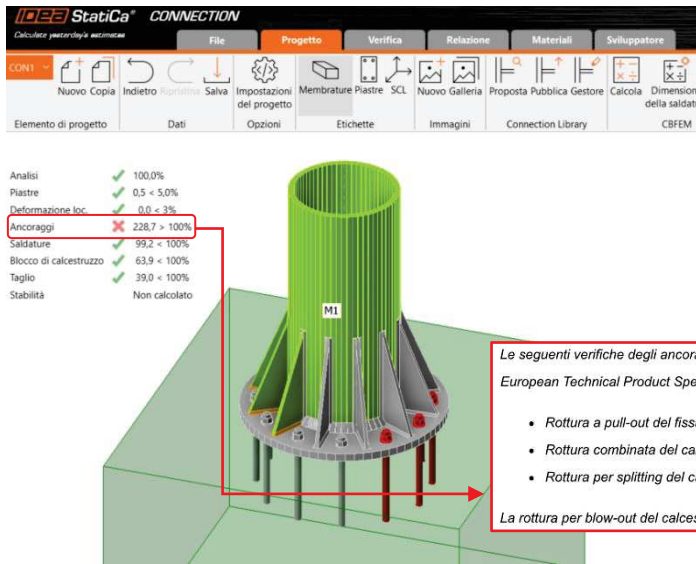 IDEA StatiCa® CONNECTION
Calculate yesterday's estimates
File Progetto Verifica Relazione Materiali Sviluppatore
CON1
Nuovo Copia Indietro Ripristina Salva Impostazioni del progetto Membrature Piastre SCL Nuovo Galleria Proposta Pubblica Gestore Calcola Dimension della saldat
Elemento di progetto Dati Opzioni Etichette Immagini Connection Library CBFEM
Analisi 100,0%
Piastre 0,5 < 5,0%
Deformazione loc. 0,0 < 3%
Ancoraggi 228,7 > 100%
Saldature 99,2 < 100%
Blocco di calcestruzzo 63,9 < 100%
Taglio 39,0 < 100%
Stabilità Non calcolato
M1
Le seguenti verifiche degli ancora
European Technical Product Spe
• Rottura a pull-out del fissa
• Rottura combinata del cal
• Rottura per splitting del ca
La rottura per blow-out del calces